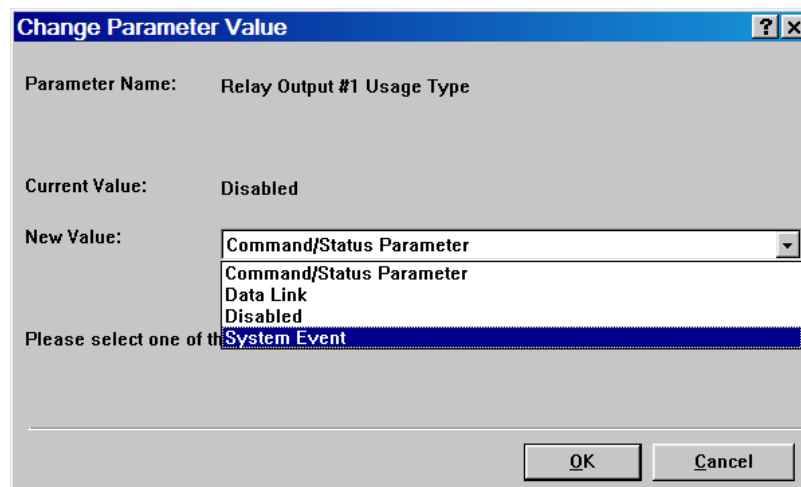 Change Parameter Value
Parameter Name: Relay Output #1 Usage Type
Current Value: Disabled
New Value: Command/Status Parameter
Command/Status Parameter
Data Link
Disabled
Please select one of th System Event
OK Cancel